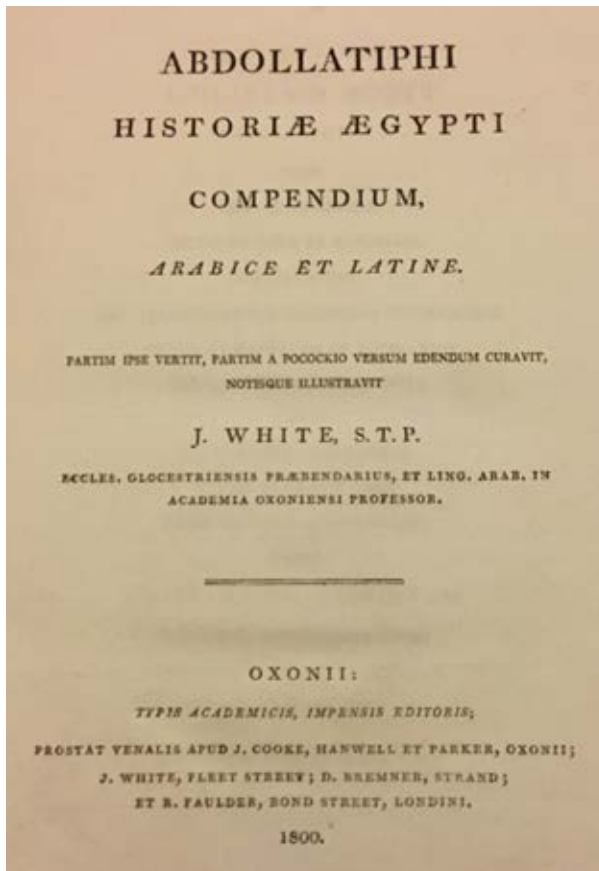 ABDOLLATIPHI
HISTORIÆ ÆGYPTI
COMPENDIUM,
ARABICE ET LATINE.
PARTIM IPSE VERTIT, PARTIM A POCOCKIO VERSUM EDENDUM CURAVIT,
NOTISQUE ILLUSTRAVIT
J. WHITE, S.T.P.
ECCLES. GLOCESTRIENSIS PRÆBENDARIUS, ET LING. ARAB. IN
ACADEMIA OXONIENSI PROFESSOR.
OXONII:
TYPIS ACADEMICIS, IMPENSIS EDITORIS;
PROSTAT VENALIS APUD J. COOKE, HANWELL ET PARKER, OXONII;
J. WHITE, FLEET STREET; D. BREMNER, STRAND;
ET R. FAULDER, BOND STREET, LONDINI.
1800.